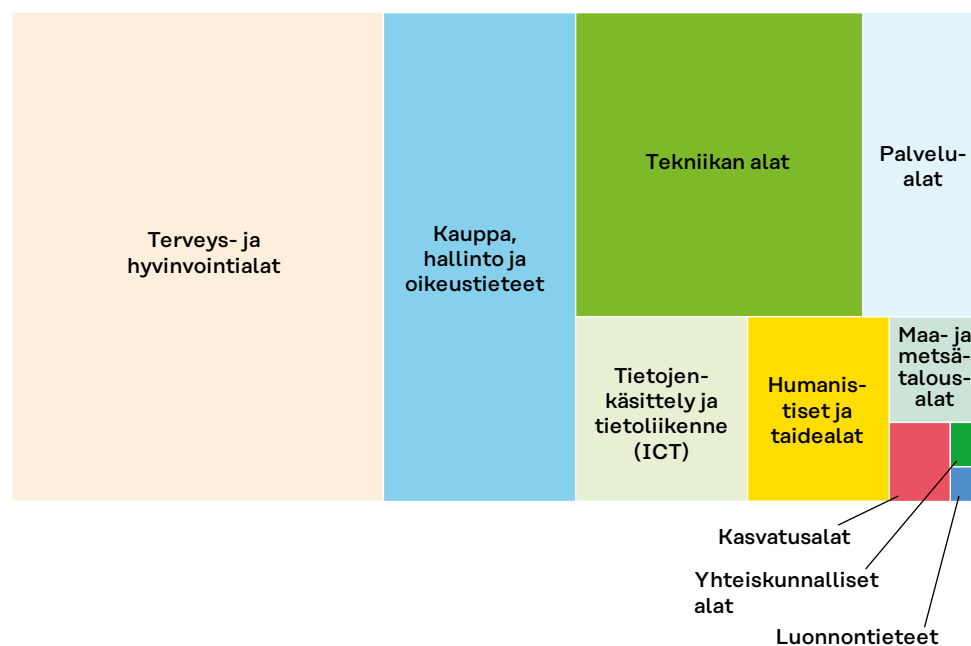 Terveys- ja
hyvinvointialat
Kauppa,
hallinto ja
oikeustieteet
Tekniikan alat
Palvelu-
alat
Tietojen-
käsittely ja
tietoliikenne
(ICT)
Humanis-
tiset ja
taidealat
Maa- ja
metsä-
talous-
alat
Kasvatusalat
Yhteiskunnalliset
alat
Luonnontieteet